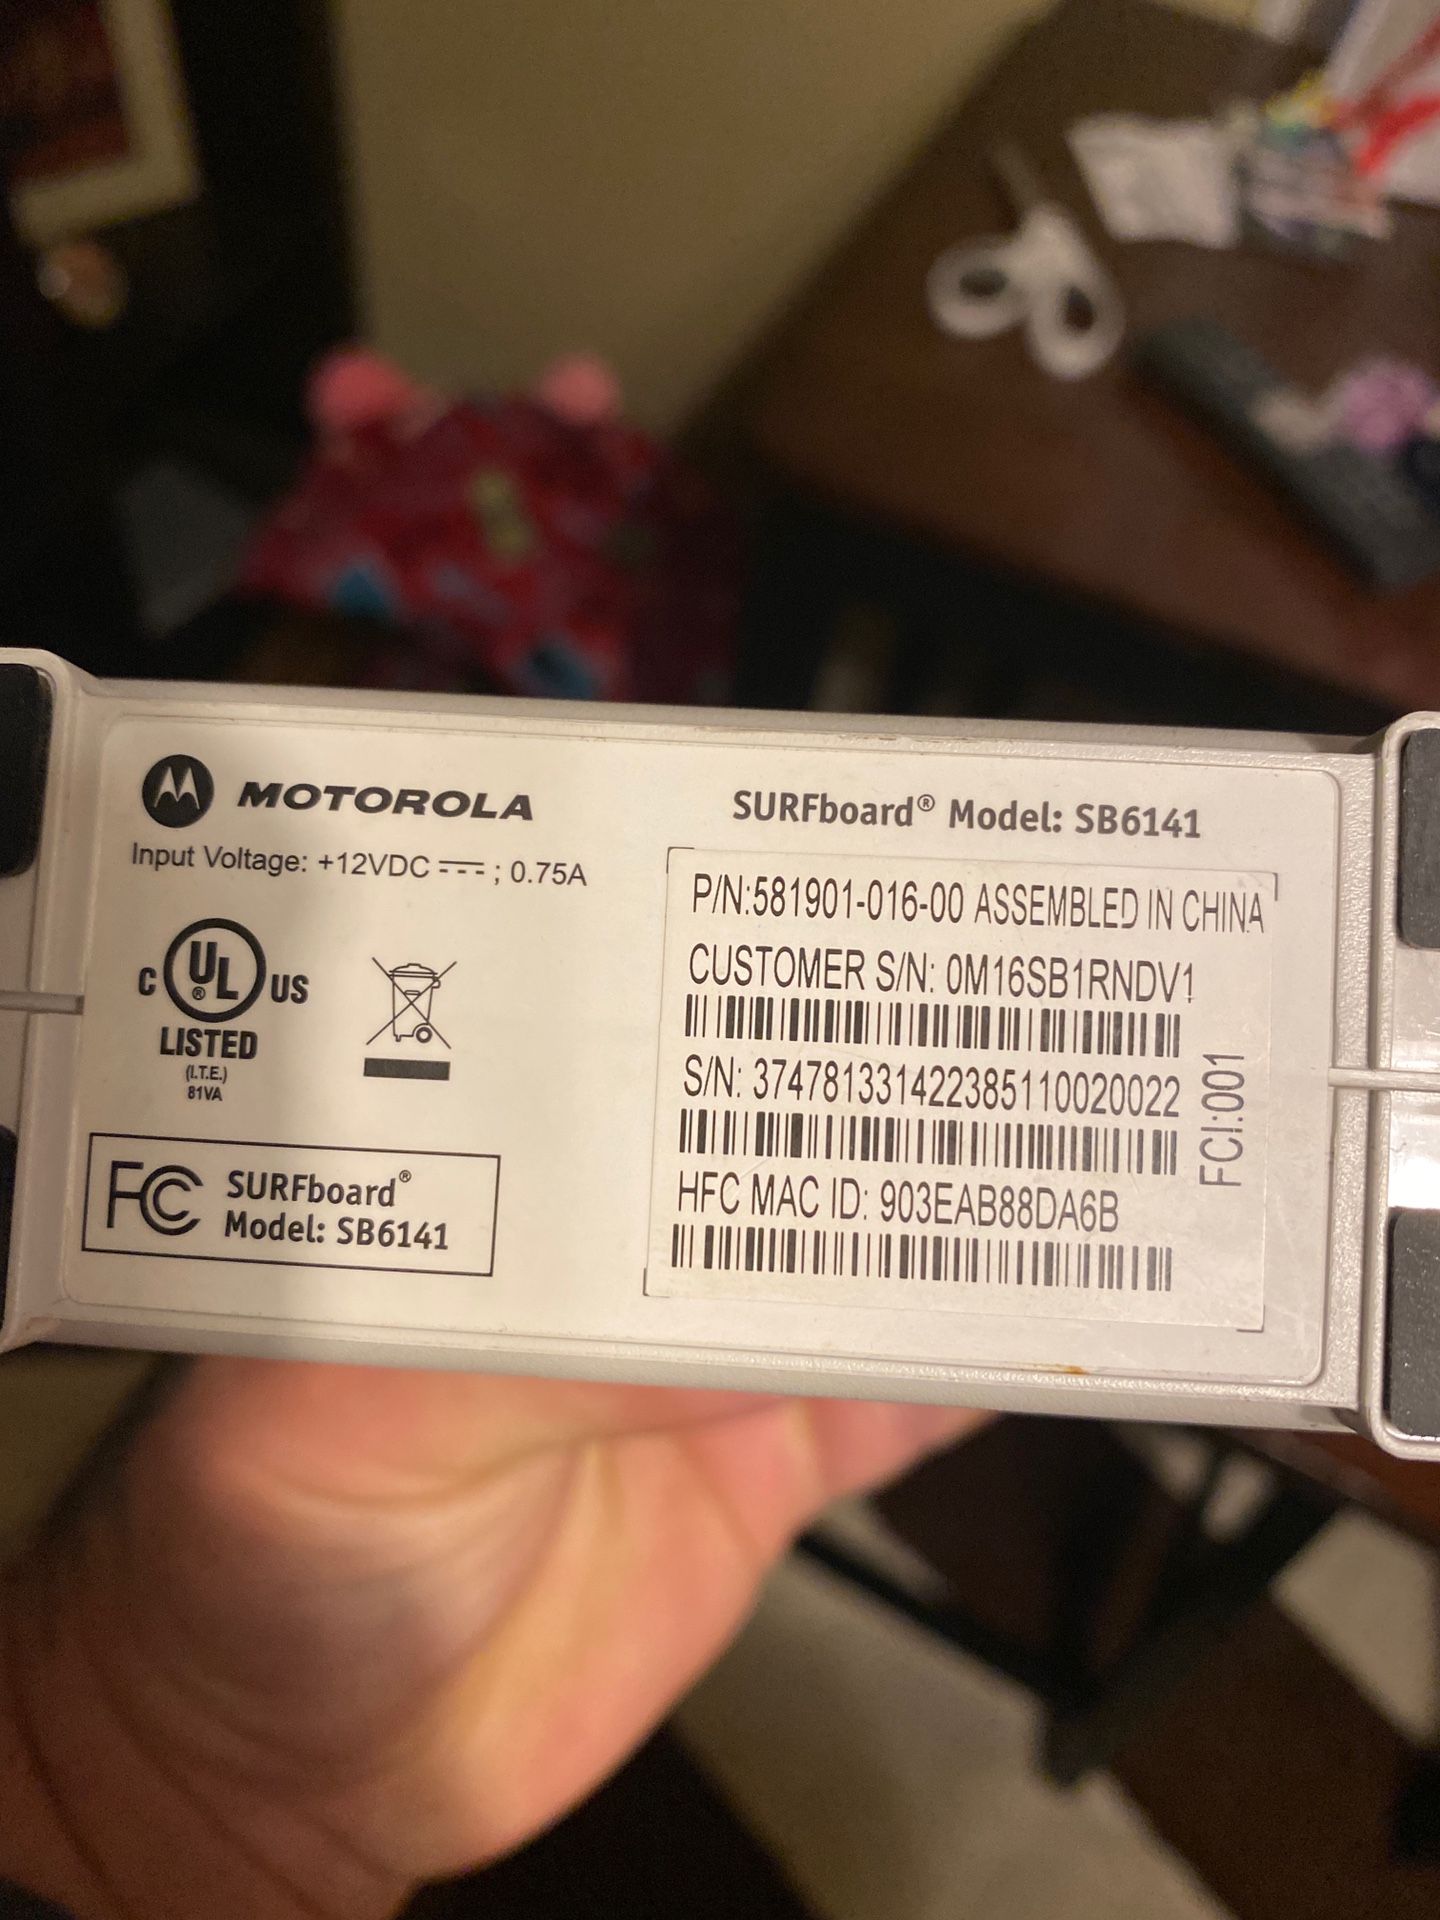 MOTOROLA
Input Voltage: +12VDC ⎓ ; 0.75A
C UL® US
LISTED
(I.T.E.)
81VA
FC SURFboard®
Model: SB6141
SURFboard® Model: SB6141
P/N:581901-016-00 ASSEMBLED IN CHINA
CUSTOMER S/N: 0M16SB1RNDV1
S/N: 374781331422385110020022
HFC MAC ID: 903EAB88DA6B
FCI:001